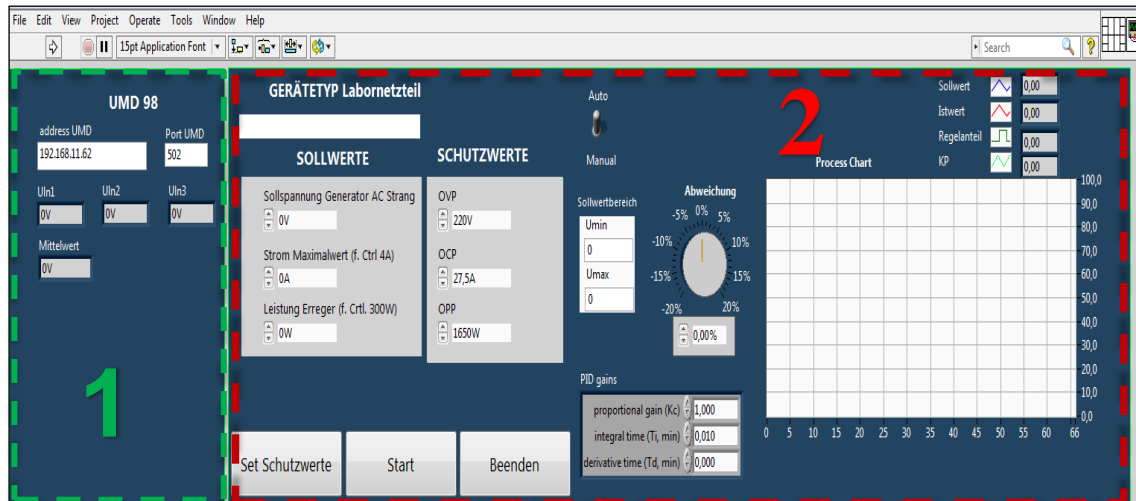 File Edit View Project Operate Tools Window Help
15pt Application Font
Search
UMD 98
address UMD
Port UMD
192.168.11.62
502
UIn1
UIn2
UIn3
0V
0V
0V
Mittelwert
0V
1
GERÄTETYP Labornetzteil
SOLLWERTE
SCHUTZWERTE
Sollspannung Generator AC Strang
0V
Strom Maximalwert (f. Ctrl 4A)
0A
Leistung Erreger (f. Crtl. 300W)
0W
OVP
220V
OCP
27,5A
OPP
1650W
Set Schutzwerte
Start
Beenden
Auto
Manual
Sollwertbereich
Umin
0
Umax
0
Abweichung
-20%
-15%
-10%
-5%
0%
5%
10%
15%
20%
0,00%
PID gains
proportional gain (Kc) 1,000
integral time (Ti, min) 0,010
derivative time (Td, min) 0,000
2
Sollwert 0,00
Istwert 0,00
Regelanteil 0,00
KP 0,00
Process Chart
100,0
90,0
80,0
70,0
60,0
50,0
40,0
30,0
20,0
10,0
0,0
0 5 10 15 20 25 30 35 40 45 50 55 60 66